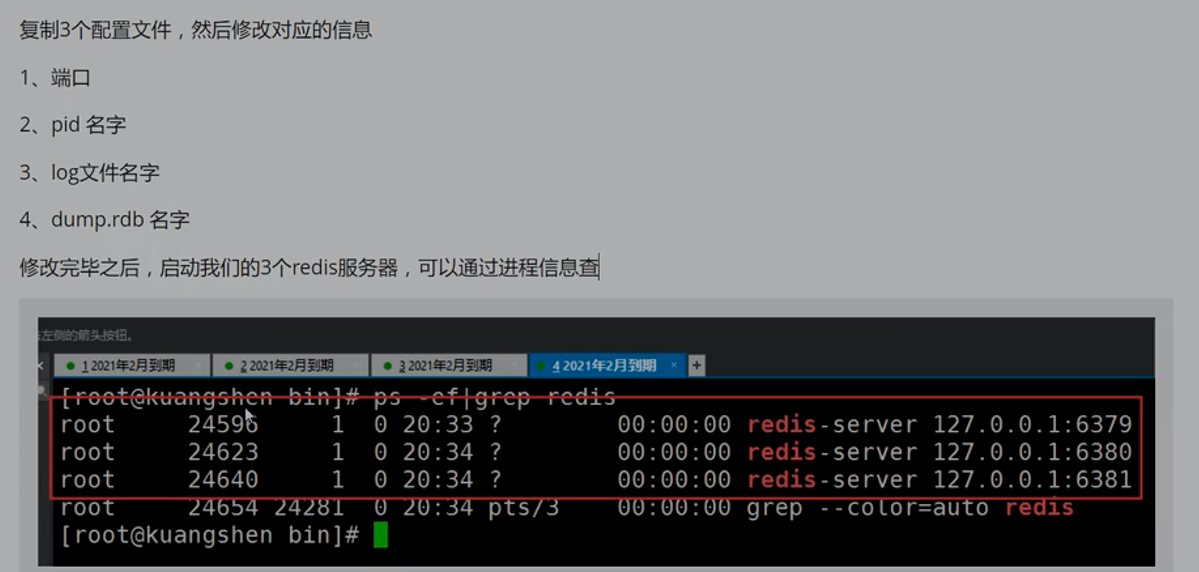 复制3个配置文件，然后修改对应的信息
1、端口
2、pid 名字
3、log文件名字
4、dump.rdb 名字
修改完毕之后，启动我们的3个redis服务器，可以通过进程信息查
左侧的箭头按钮。
1 2021年2月到期 2 2021年2月到期 3 2021年2月到期 4 2021年2月到期 × +
[root@kuangshen bin]# ps -ef|grep redis
root 24596 1 0 20:33 ? 00:00:00 redis-server 127.0.0.1:6379
root 24623 1 0 20:34 ? 00:00:00 redis-server 127.0.0.1:6380
root 24640 1 0 20:34 ? 00:00:00 redis-server 127.0.0.1:6381
root 24654 24281 0 20:34 pts/3 00:00:00 grep --color=auto redis
[root@kuangshen bin]#